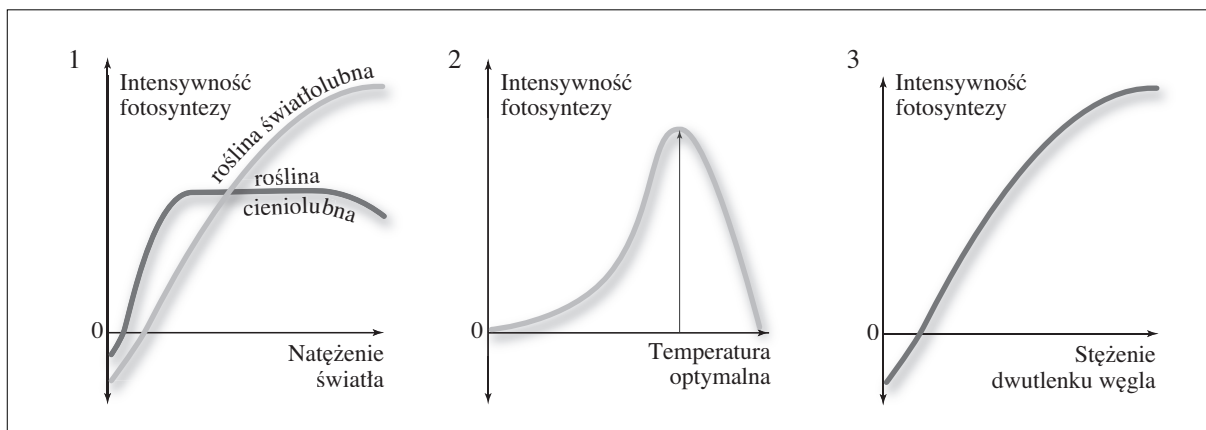 1
Intensywność
fotosyntezy
roślina światłolubna
roślina
cieniolubna
0
Natężenie
światła
2
Intensywność
fotosyntezy
0
Temperatura
optymalna
3
Intensywność
fotosyntezy
0
Stężenie
dwutlenku węgla